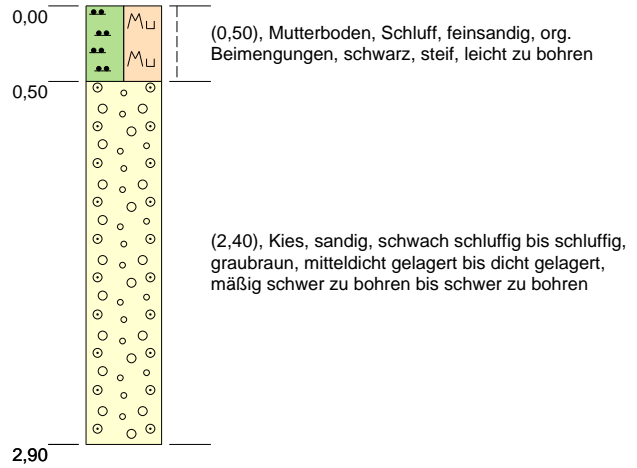 0,00
Mu
Mu
(0,50), Mutterboden, Schluff, feinsandig, org.
Beimengungen, schwarz, steif, leicht zu bohren
0,50
(2,40), Kies, sandig, schwach schluffig bis schluffig,
graubraun, mitteldicht gelagert bis dicht gelagert,
mäßig schwer zu bohren bis schwer zu bohren
2,90